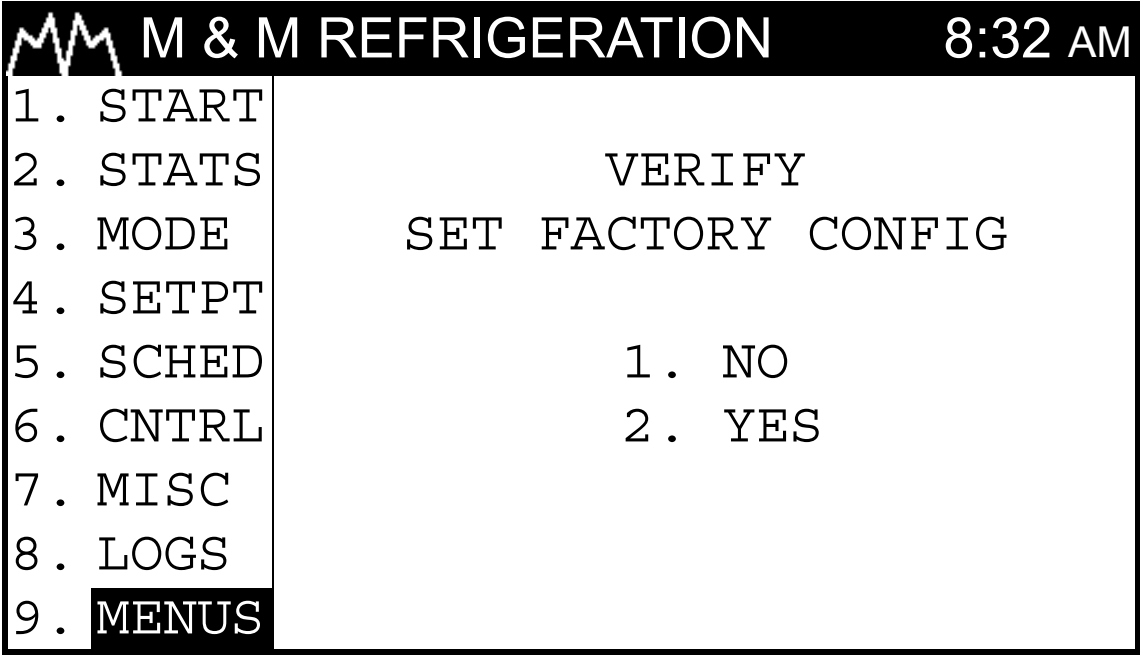 M & M REFRIGERATION 8:32 AM
1. START
2. STATS
3. MODE
4. SETPT
5. SCHED
6. CNTRL
7. MISC
8. LOGS
9. MENUS
VERIFY
SET FACTORY CONFIG
1. NO
2. YES